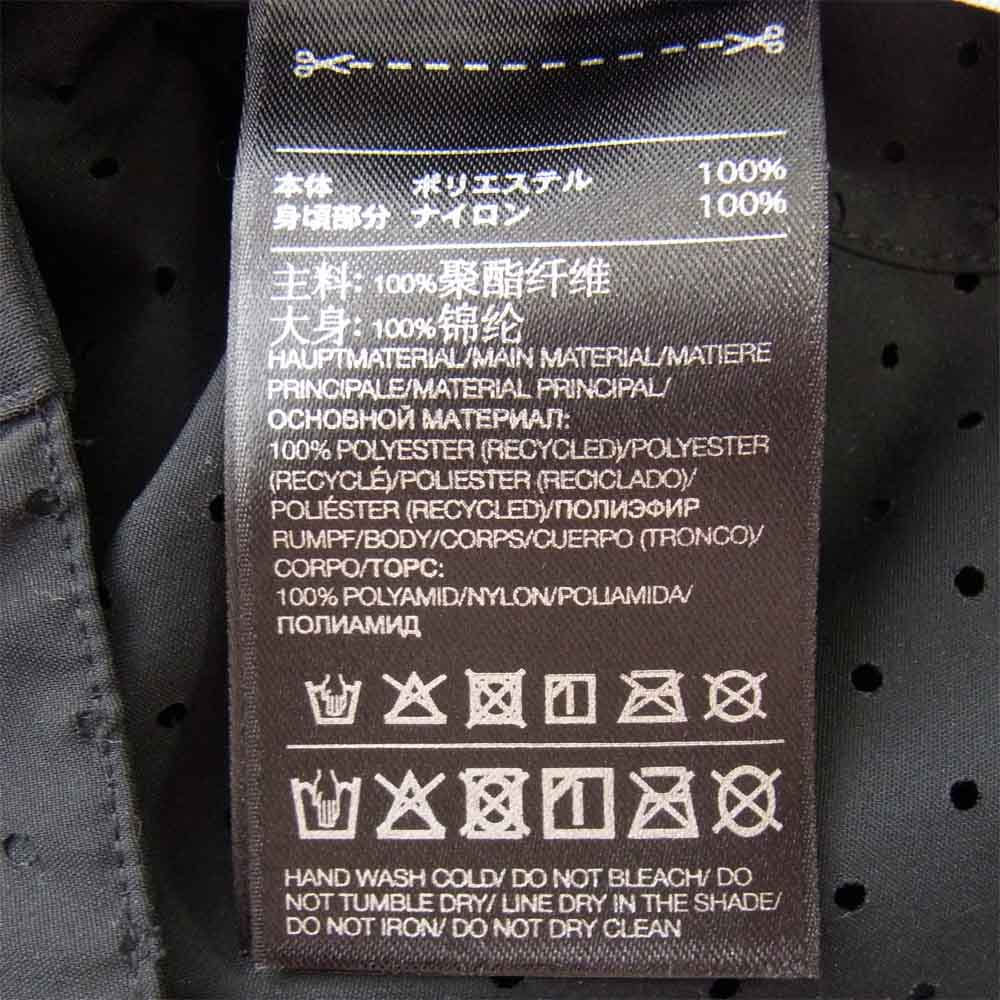 本体 ポリエステル 100%
身頃部分 ナイロン 100%
主料: 100%聚酯纤维
大身: 100%锦纶
HAUPTMATERIAL/MAIN MATERIAL/MATIERE
PRINCIPALE/MATERIAL PRINCIPAL/
ОСНОВНОЙ МАТЕРИАЛ:
100% POLYESTER (RECYCLED)/POLYESTER
(RECYCLÉ)/POLIESTER (RECICLADO)/
POLIÉSTER (RECYCLED)/ПОЛИЭФИР
RUMPF/BODY/CORPS/CUERPO (TRONCO)/
CORPO/ТОРС:
100% POLYAMID/NYLON/POLIAMIDA/
ПОЛИАМИД
HAND WASH COLD/ DO NOT BLEACH/ DO
NOT TUMBLE DRY/ LINE DRY IN THE SHADE/
DO NOT IRON/ DO NOT DRY CLEAN